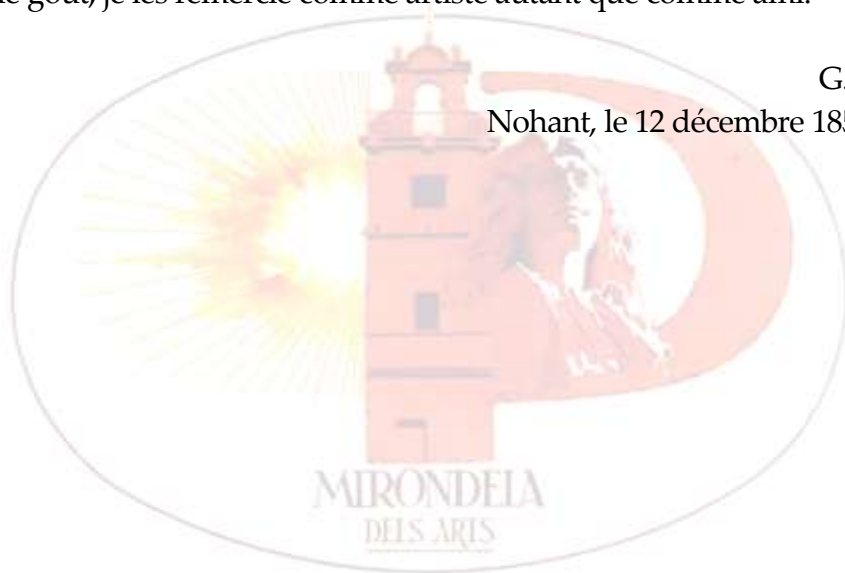 le goût, je les remercie comme artiste autant que comme ami.
G.
Nohant, le 12 décembre 185
MIRONDELA
DELS ARTS